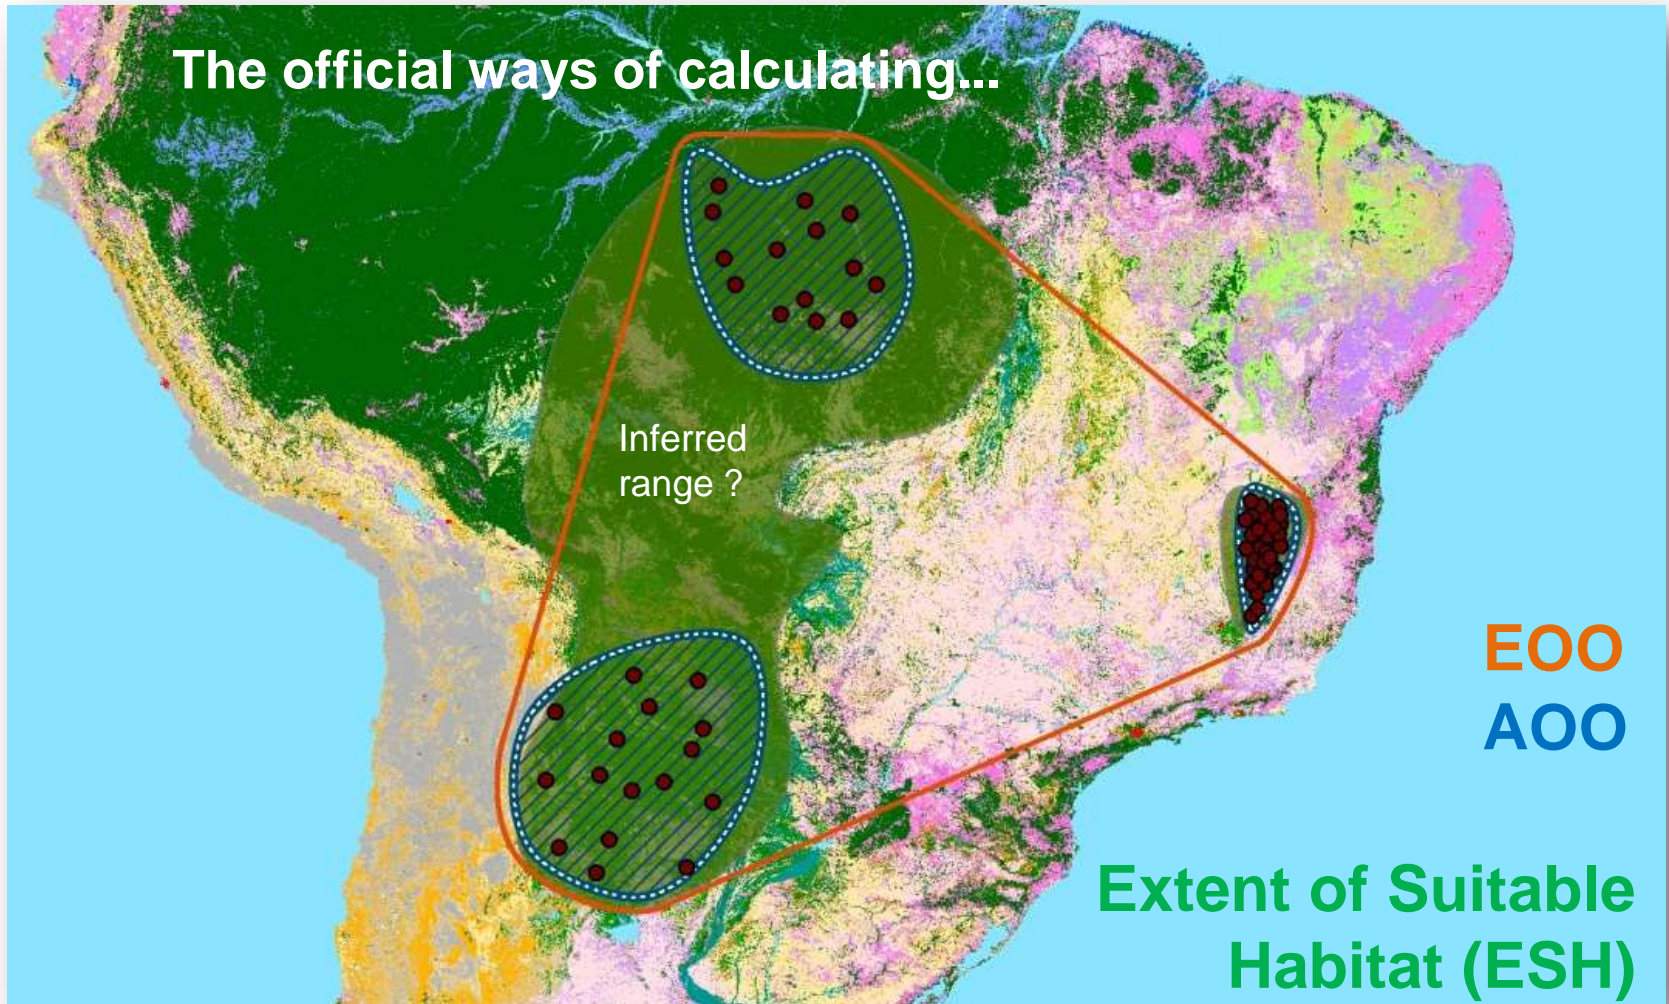 The official ways of calculating...
Inferred
range ?
EOO
AOO
Extent of Suitable
Habitat (ESH)